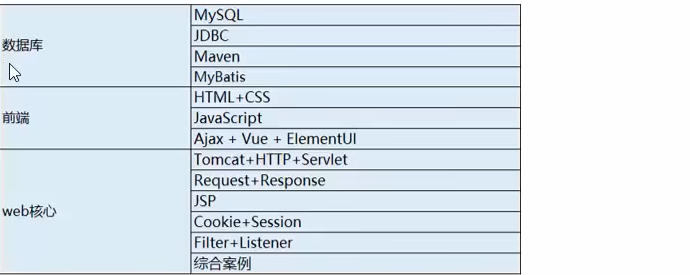 数据库
MySQL
JDBC
Maven
MyBatis
前端
HTML+CSS
JavaScript
Ajax + Vue + ElementUI
web核心
Tomcat+HTTP+Servlet
Request+Response
JSP
Cookie+Session
Filter+Listener
综合案例